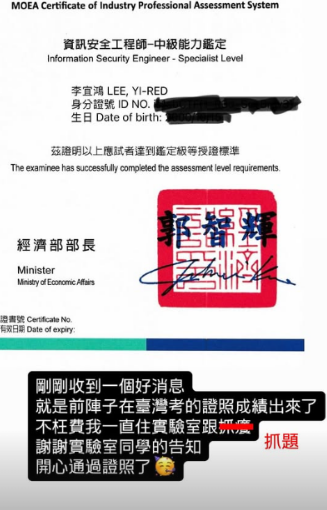 MOEA Certificate of Industry Professional Assessment System
資訊安全工程師–中級能力鑑定
Information Security Engineer - Specialist Level
李宜鴻 LEE, YI-RED
身分證號 ID NO.
生日 Date of birth:
茲證明以上應試者達到鑑定級等授證標準
The examinee has successfully completed the assessment level requirements.
郭智輝
經濟部部長
Minister
Ministry of Economic Affairs
證書號 Certificate No.
有效日期 Date of expiry:
剛剛收到一個好消息
就是前陣子在臺灣考的證照成績出來了
不枉費我一直住實驗室跟抓癢
抓題
謝謝實驗室同學的告知
開心通過證照了🥳